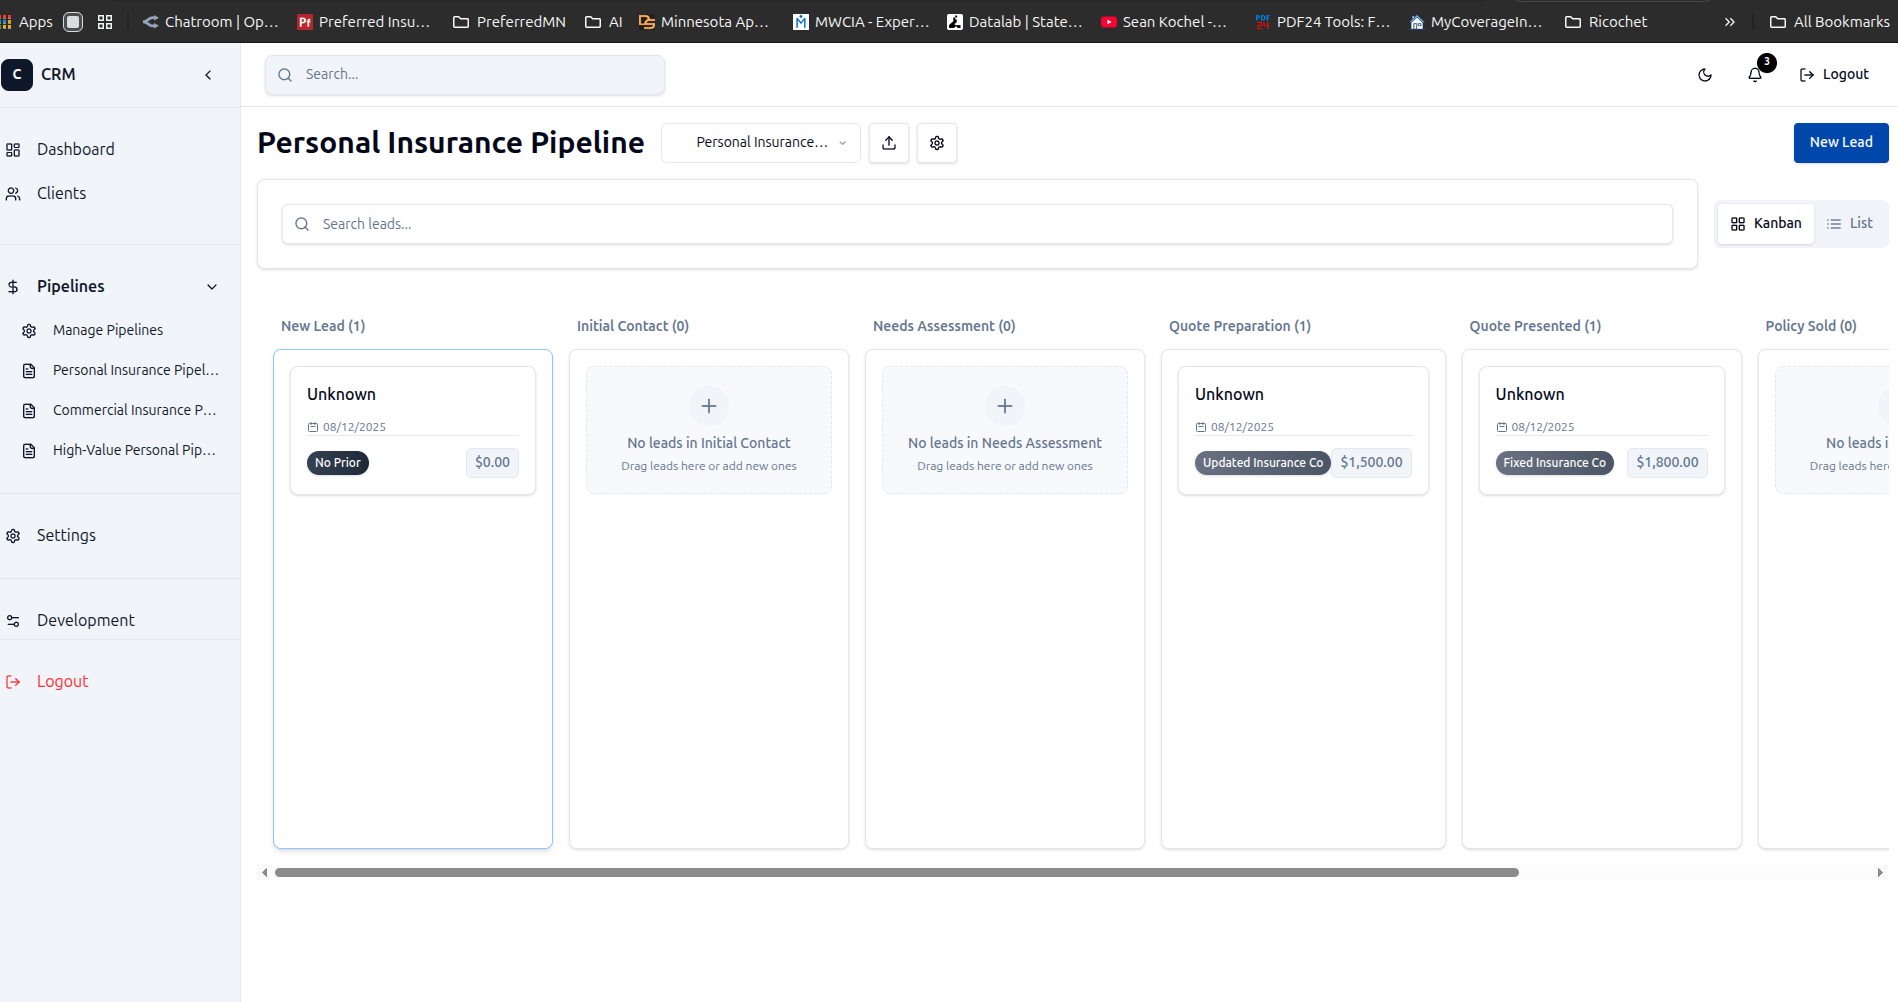 Apps Chatroom | Op... Preferred Insu... PreferredMN AI Minnesota Ap... MWCIA - Exper... Datalab | State... Sean Kochel -... PDF24 Tools: F... MyCoverageIn... Ricochet » All Bookmarks
C CRM
Search...
3
Logout
Dashboard
Clients
Pipelines
Manage Pipelines
Personal Insurance Pipel...
Commercial Insurance P...
High-Value Personal Pip...
Settings
Development
Logout
Personal Insurance Pipeline
Personal Insurance...
New Lead
Search leads...
Kanban
List
New Lead (1)
Unknown
08/12/2025
No Prior
$0.00
Initial Contact (0)
No leads in Initial Contact
Drag leads here or add new ones
Needs Assessment (0)
No leads in Needs Assessment
Drag leads here or add new ones
Quote Preparation (1)
Unknown
08/12/2025
Updated Insurance Co
$1,500.00
Quote Presented (1)
Unknown
08/12/2025
Fixed Insurance Co
$1,800.00
Policy Sold (0)
No leads i
Drag leads her